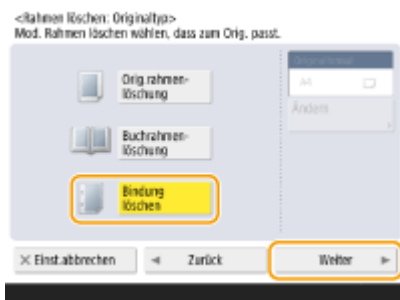 <Rahmen löschen: Originaltyp>
Mod. Rahmen löschen wählen, dass zum Orig. passt.
Orig.rahmen-
löschung
Buchrahmen-
löschung
Bindung
löschen
Originalformat
A4
Ändern
× Einst.abbrechen
◄ Zurück
Weiter ►